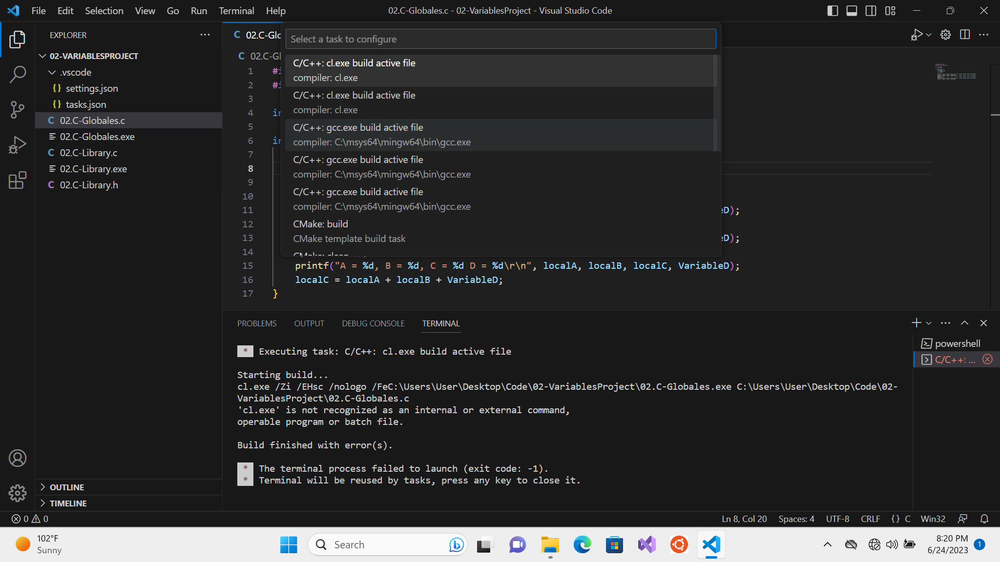 File Edit Selection View Go Run Terminal Help
02.C-Globales.c - 02-VariablesProject - Visual Studio Code
EXPLORER
02-VARIABLESPROJECT
.vscode
{} settings.json
{} tasks.json
C 02.C-Globales.c
02.C-Globales.exe
C 02.C-Library.c
02.C-Library.exe
C 02.C-Library.h
OUTLINE
TIMELINE
C 02.C-Glo
C 02.C-Gl
Select a task to configure
C/C++: cl.exe build active file
compiler: cl.exe
C/C++: cl.exe build active file
compiler: cl.exe
C/C++: gcc.exe build active file
compiler: C:\msys64\mingw64\bin\gcc.exe
C/C++: gcc.exe build active file
compiler: C:\msys64\mingw64\bin\gcc.exe
C/C++: gcc.exe build active file
compiler: C:\msys64\mingw64\bin\gcc.exe
CMake: build
CMake template build task
CMake: clean
1 #i
2 #i
3
4 in
5
6 in
7
8
9
10
11 eD);
12
13 eD);
14
15 printf("A = %d, B = %d, C = %d D = %d\r\n", localA, localB, localC, VariableD);
16 localC = localA + localB + VariableD;
17 }
PROBLEMS OUTPUT DEBUG CONSOLE TERMINAL
* Executing task: C/C++: cl.exe build active file
Starting build...
cl.exe /Zi /EHsc /nologo /FeC:\Users\User\Desktop\Code\02-VariablesProject\02.C-Globales.exe C:\Users\User\Desktop\Code\02-
VariablesProject\02.C-Globales.c
'cl.exe' is not recognized as an internal or external command,
operable program or batch file.
Build finished with error(s).
* The terminal process failed to launch (exit code: -1).
* Terminal will be reused by tasks, press any key to close it.
powershell
C/C++: ...
0 0
Ln 8, Col 20 Spaces: 4 UTF-8 CRLF {} C Win32
102°F
Sunny
Search
8:20 PM
6/24/2023
1